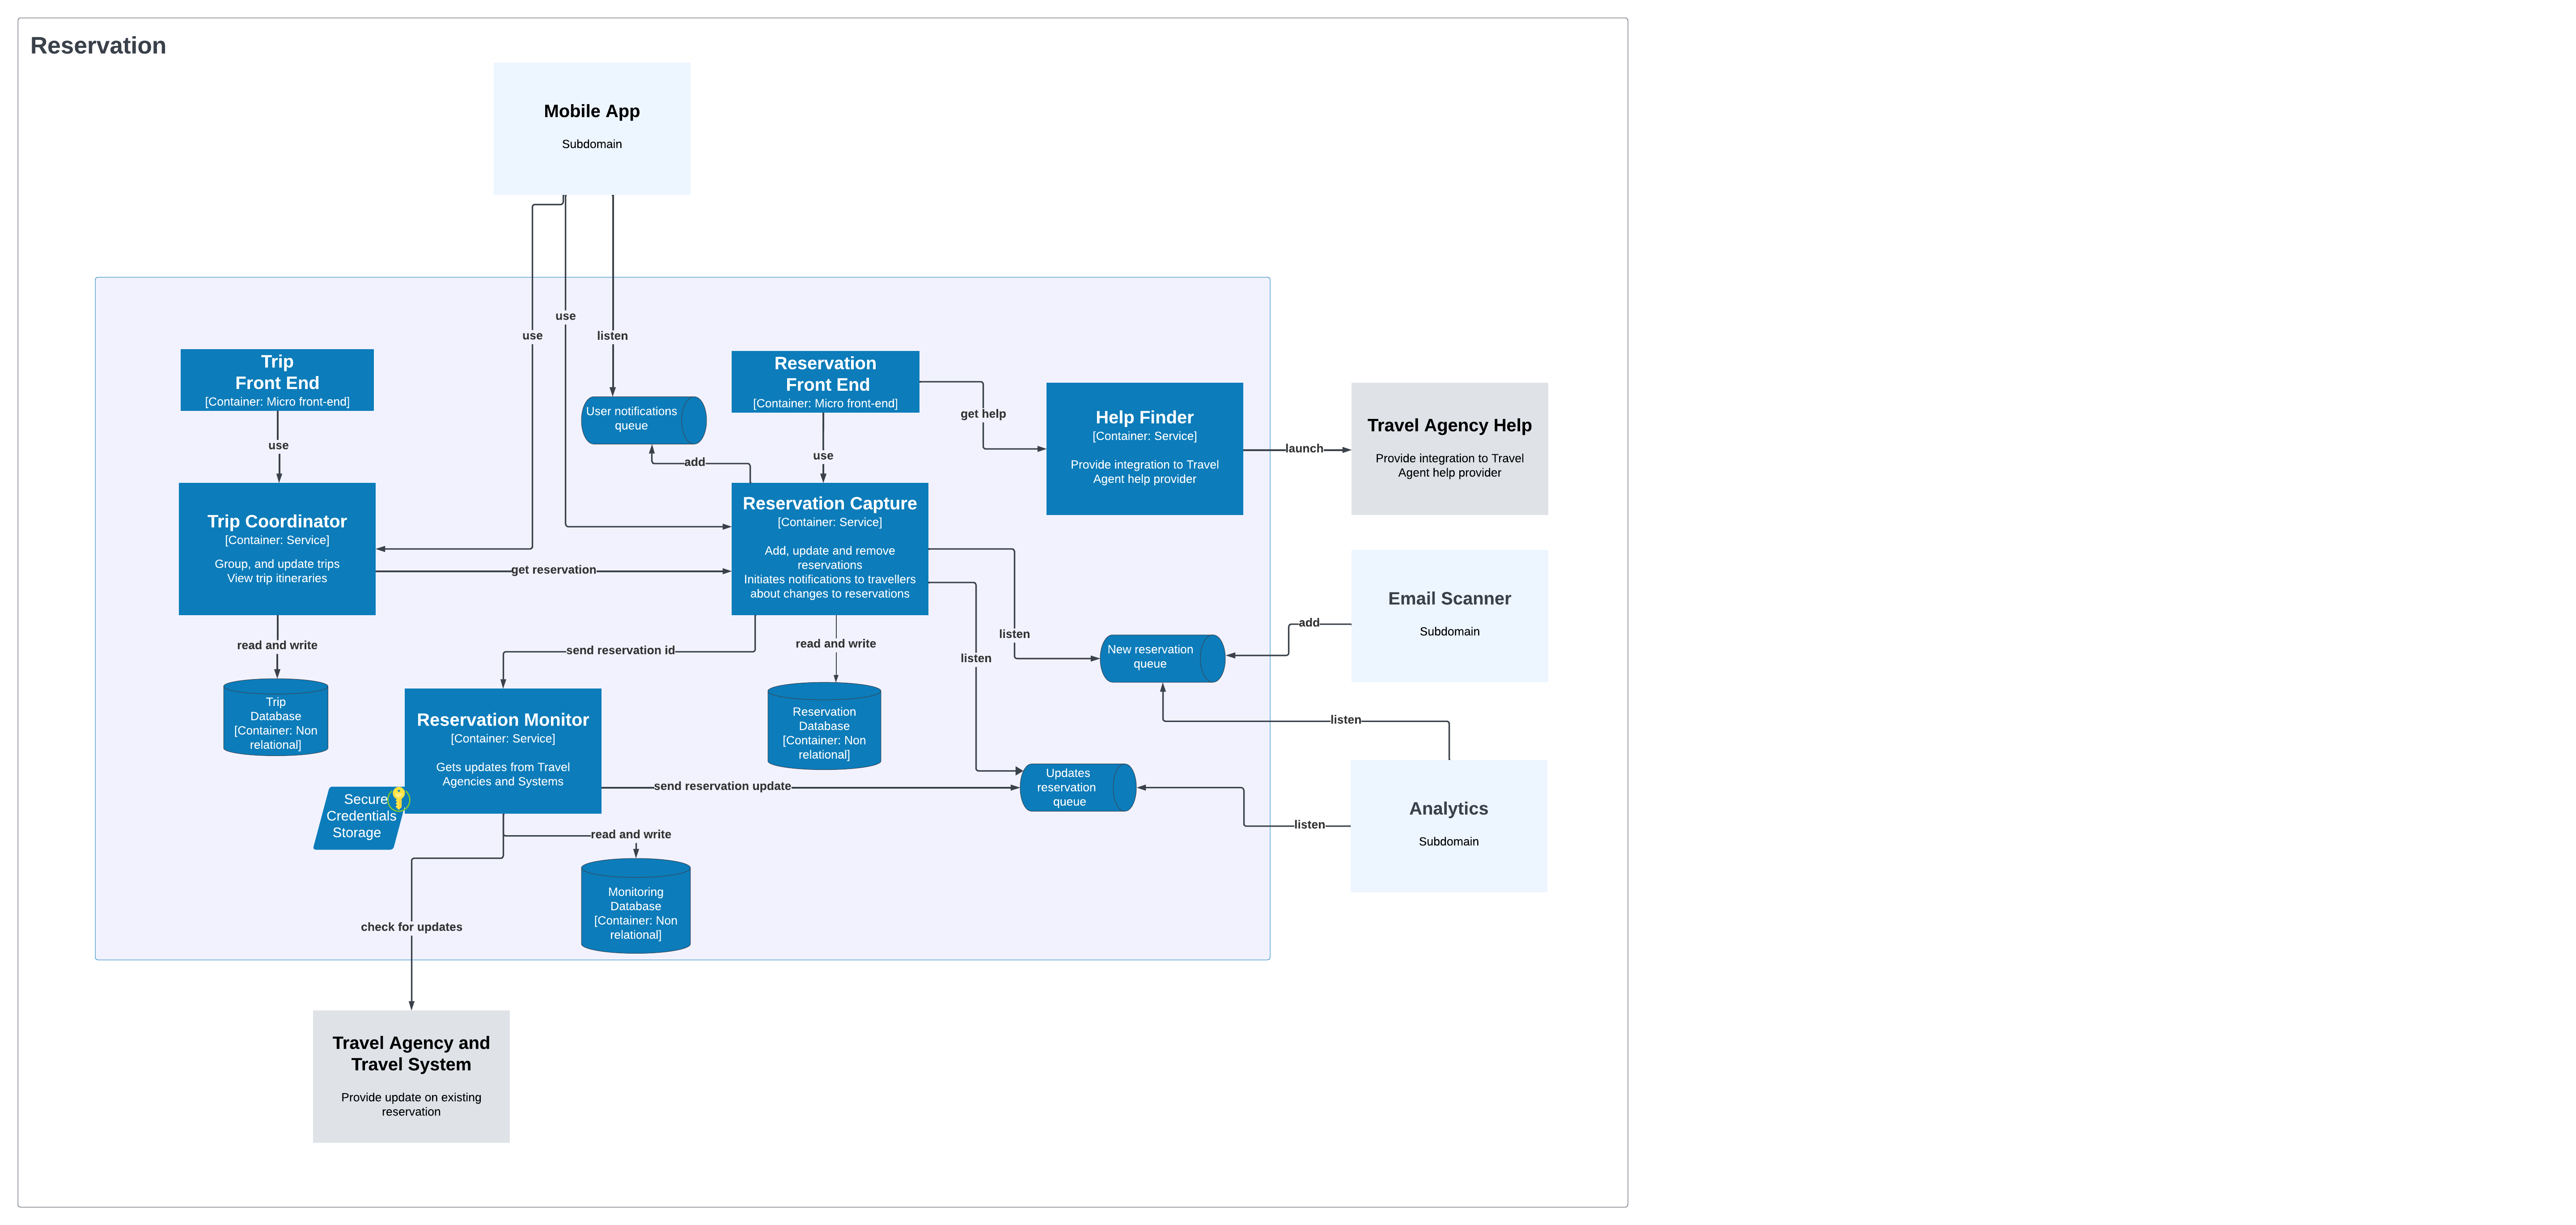 Reservation
Mobile App
Subdomain
use
use
listen
Trip
Front End
[Container: Micro front-end]
use
User notifications
queue
add
Reservation
Front End
[Container: Micro front-end]
use
get help
Help Finder
[Container: Service]
Provide integration to Travel
Agent help provider
launch
Travel Agency Help
Provide integration to Travel
Agent help provider
Trip Coordinator
[Container: Service]
Group, and update trips
View trip itineraries
get reservation
Reservation Capture
[Container: Service]
Add, update and remove
reservations
Initiates notifications to travellers
about changes to reservations
Email Scanner
Subdomain
add
listen
listen
New reservation
queue
read and write
send reservation id
read and write
Trip
Database
[Container: Non
relational]
Reservation Monitor
[Container: Service]
Gets updates from Travel
Agencies and Systems
Reservation
Database
[Container: Non
relational]
listen
send reservation update
Updates
reservation
queue
listen
Analytics
Subdomain
Secure
Credentials
Storage
read and write
Monitoring
Database
[Container: Non
relational]
check for updates
Travel Agency and
Travel System
Provide update on existing
reservation